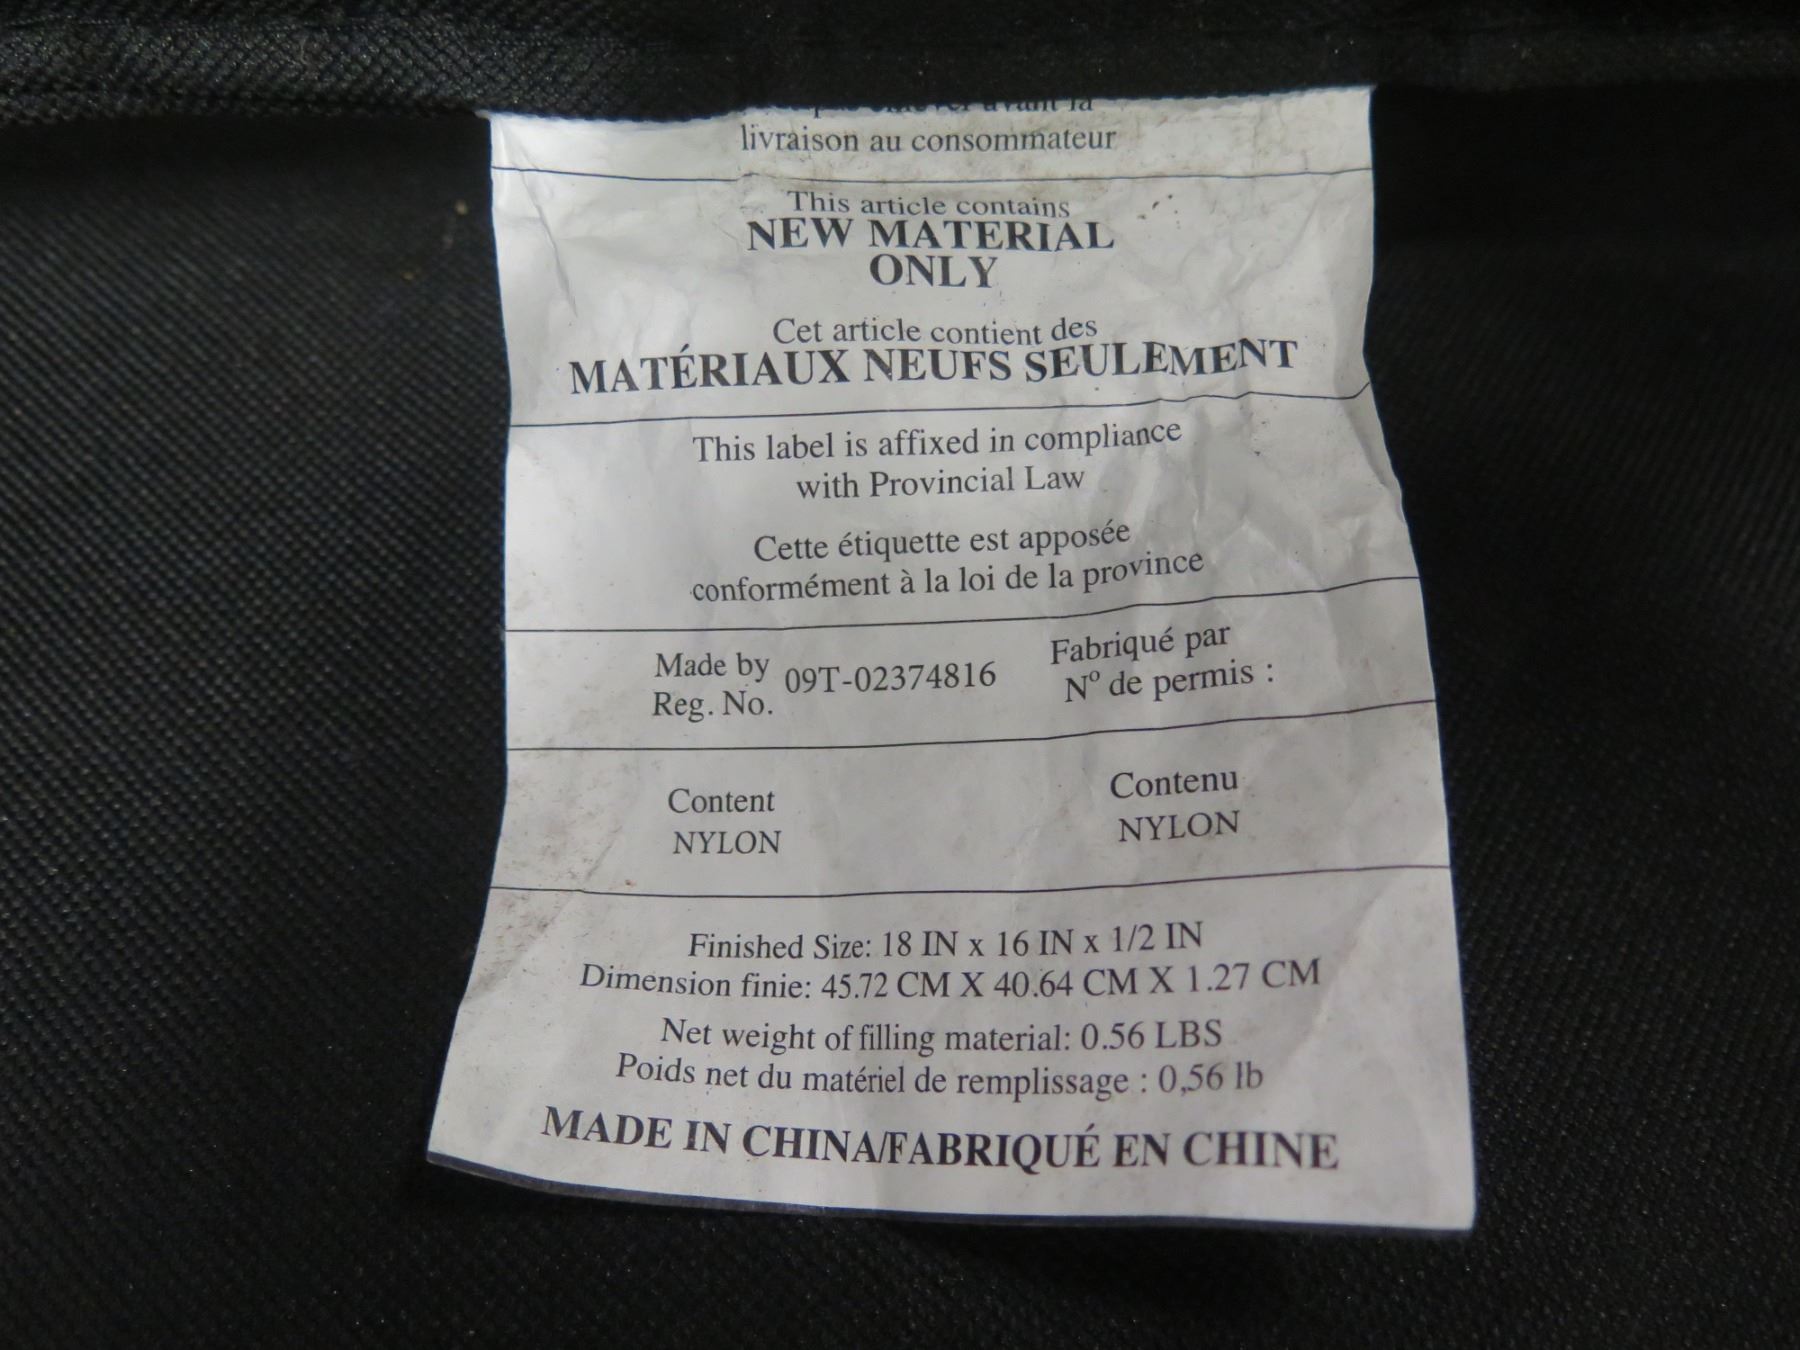 avant la
livraison au consommateur
This article contains
NEW MATERIAL
ONLY
Cet article contient des
MATÉRIAUX NEUFS SEULEMENT
This label is affixed in compliance
with Provincial Law
Cette étiquette est apposée
conformément à la loi de la province
Made by
Reg. No.
09T-02374816
Fabriqué par
Nº de permis :
Content
NYLON
Contenu
NYLON
Finished Size: 18 IN x 16 IN x 1/2 IN
Dimension finie: 45.72 CM X 40.64 CM X 1.27 CM
Net weight of filling material: 0.56 LBS
Poids net du matériel de remplissage : 0,56 lb
MADE IN CHINA/FABRIQUÉ EN CHINE